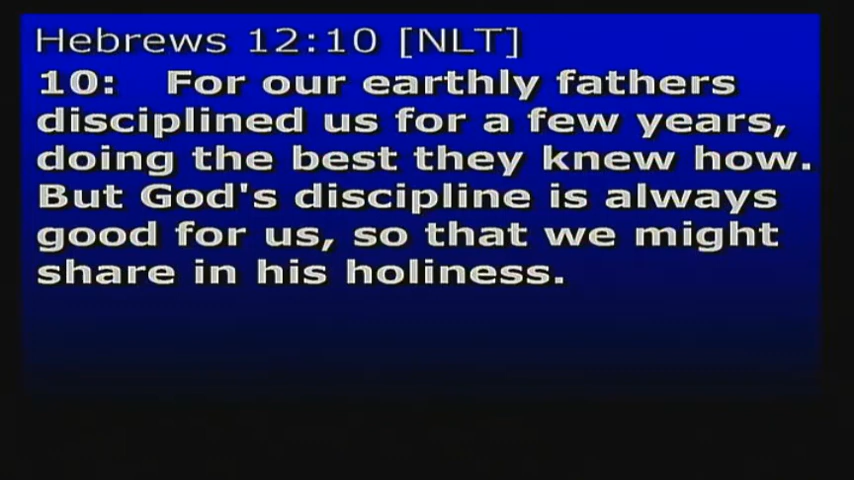 Hebrews 12:10 [NLT]
10: For our earthly fathers
disciplined us for a few years,
doing the best they knew how.
But God's discipline is always
good for us, so that we might
share in his holiness.